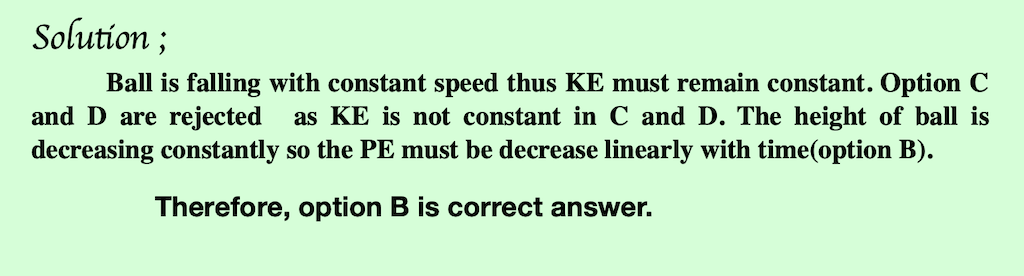 Solution ;
Ball is falling with constant speed thus KE must remain constant. Option C
and D are rejected as KE is not constant in C and D. The height of ball is
decreasing constantly so the PE must be decrease linearly with time(option B).
Therefore, option B is correct answer.